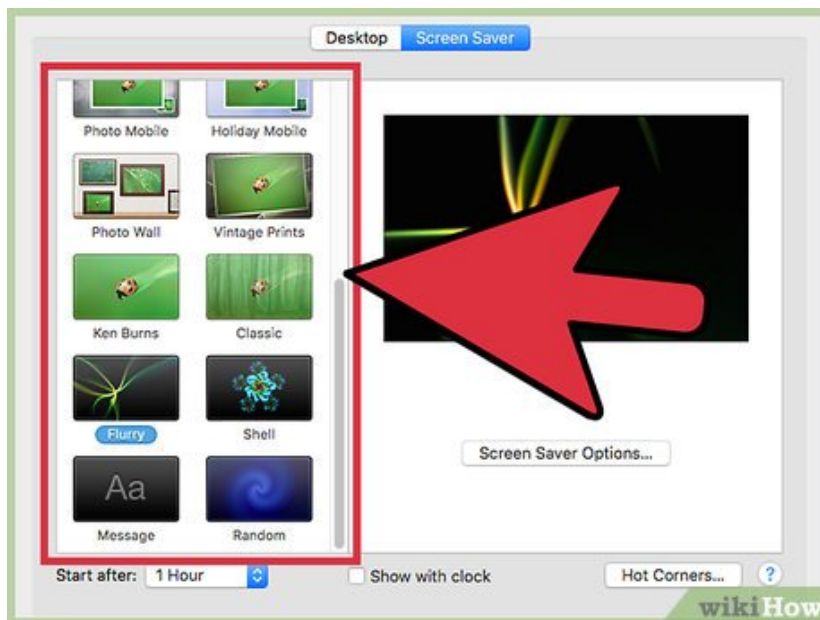 Desktop Screen Saver
Photo Mobile Holiday Mobile
Photo Wall Vintage Prints
Ken Burns Classic
Flurry Shell
Aa
Message Random
Screen Saver Options...
Start after: 1 Hour Show with clock Hot Corners... ?
wikiHow